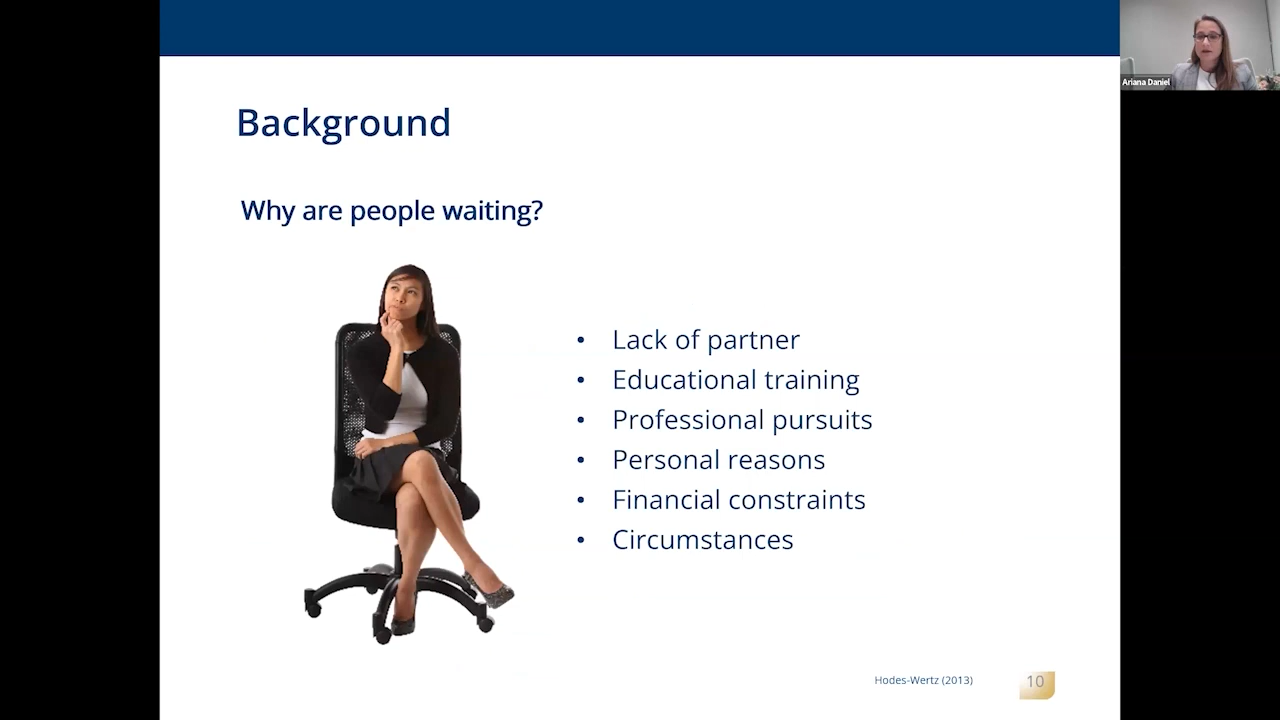 Ariana Daniel
Background
Why are people waiting?
• Lack of partner
• Educational training
• Professional pursuits
• Personal reasons
• Financial constraints
• Circumstances
Hodes-Wertz (2013)
10